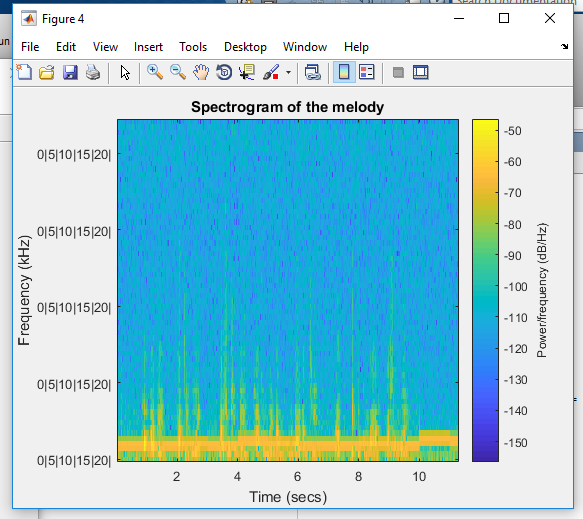 Search Documentation
Figure 4
un
File Edit View Insert Tools Desktop Window Help
Spectrogram of the melody
0|5|10|15|20|
0|5|10|15|20|
0|5|10|15|20|
0|5|10|15|20|
0|5|10|15|20|
Frequency (kHz)
2 4 6 8 10
Time (secs)
-50
-60
-70
-80
-90
-100
-110
-120
-130
-140
-150
Power/frequency (dB/Hz)